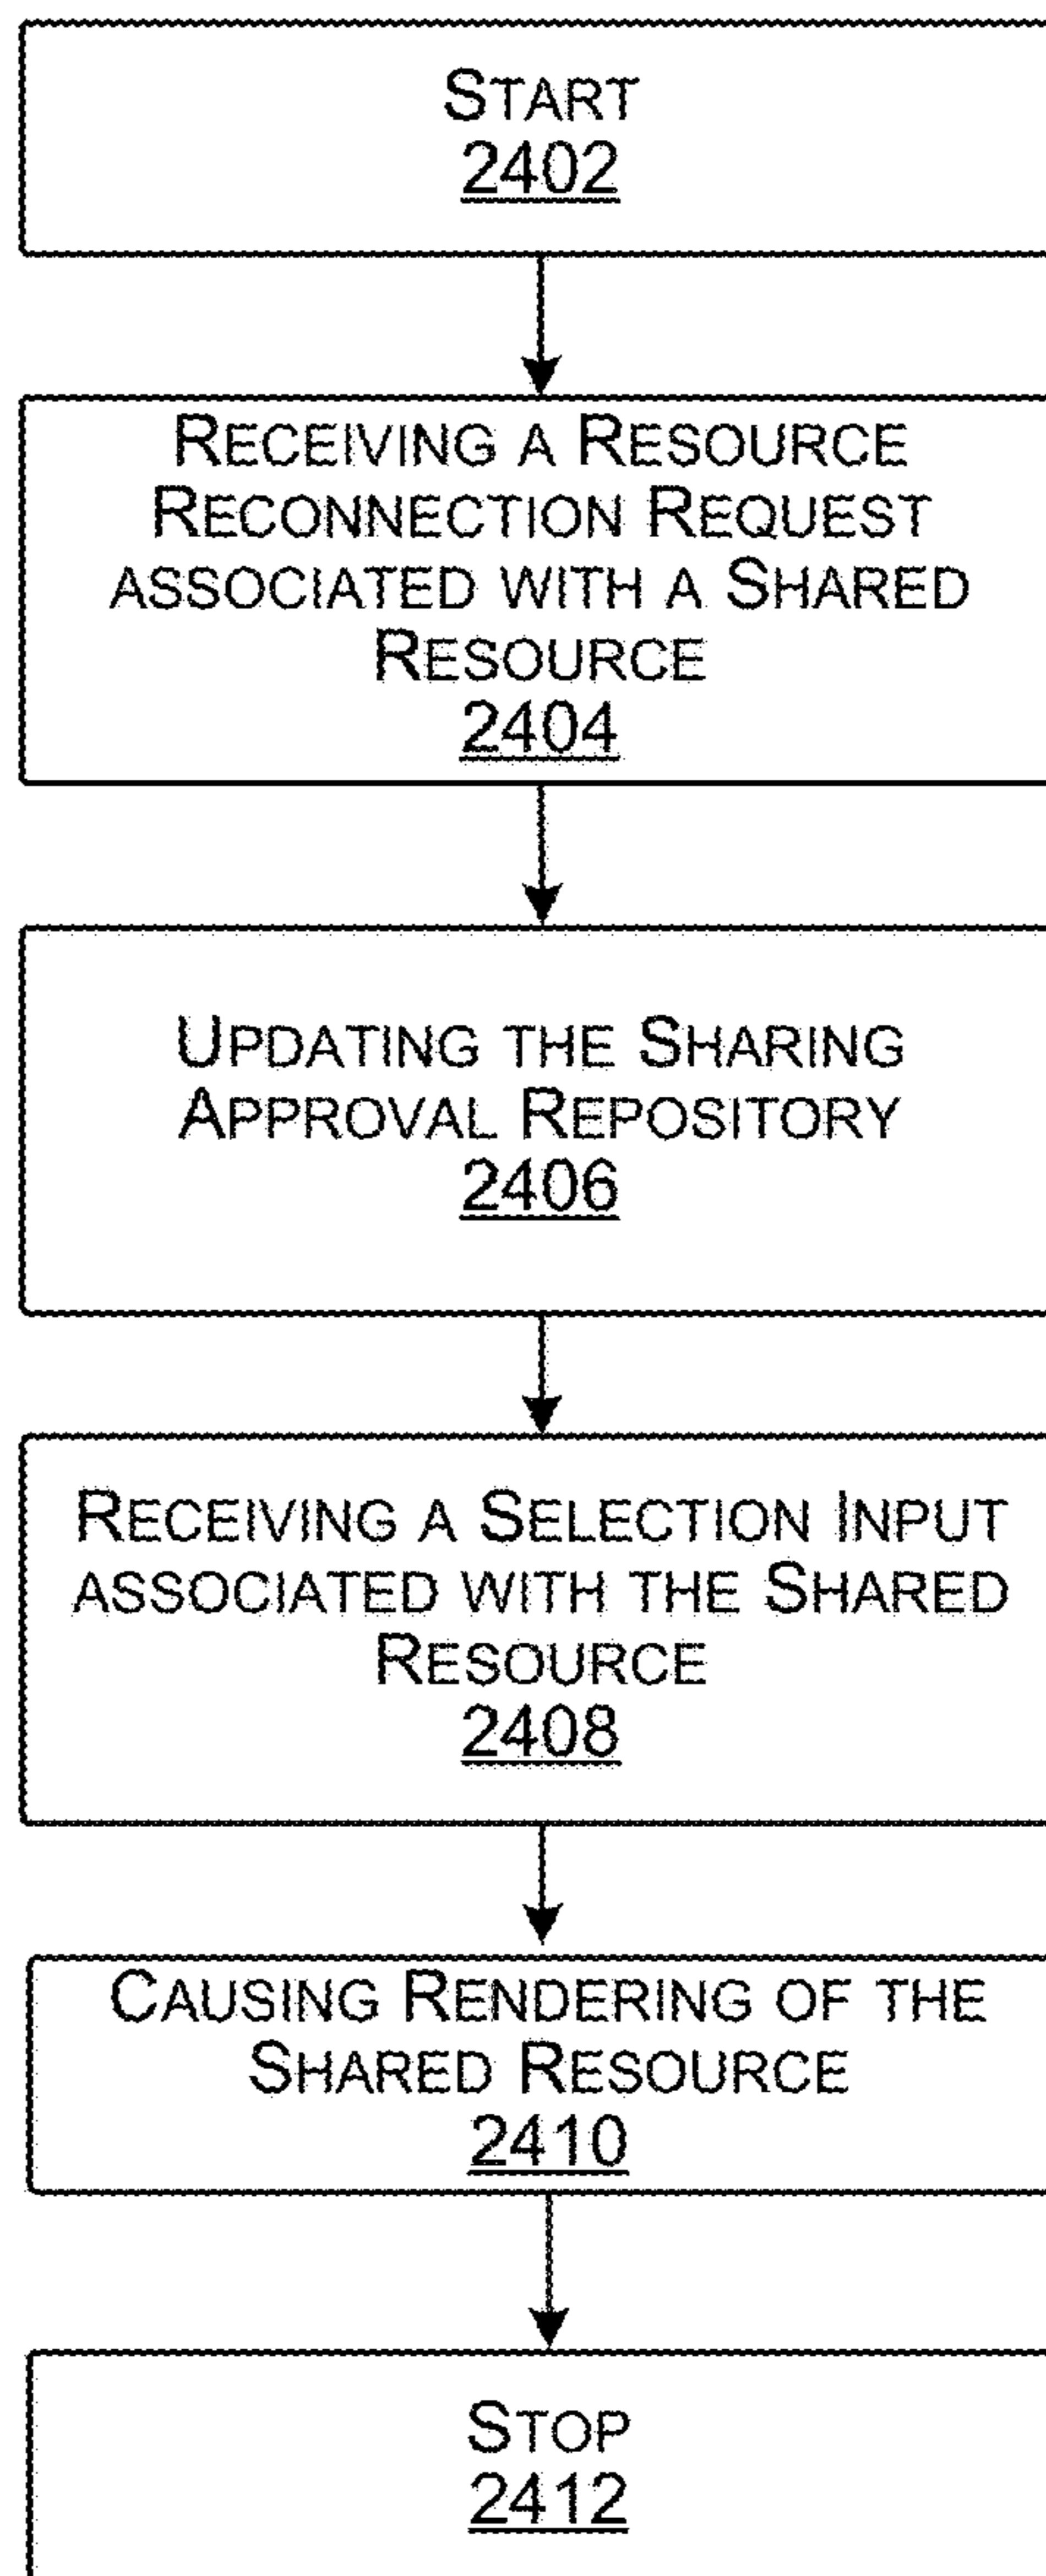 START
2402
RECEIVING A RESOURCE
RECONNECTION REQUEST
ASSOCIATED WITH A SHARED
RESOURCE
2404
UPDATING THE SHARING
APPROVAL REPOSITORY
2406
RECEIVING A SELECTION INPUT
ASSOCIATED WITH THE SHARED
RESOURCE
2408
CAUSING RENDERING OF THE
SHARED RESOURCE
2410
STOP
2412